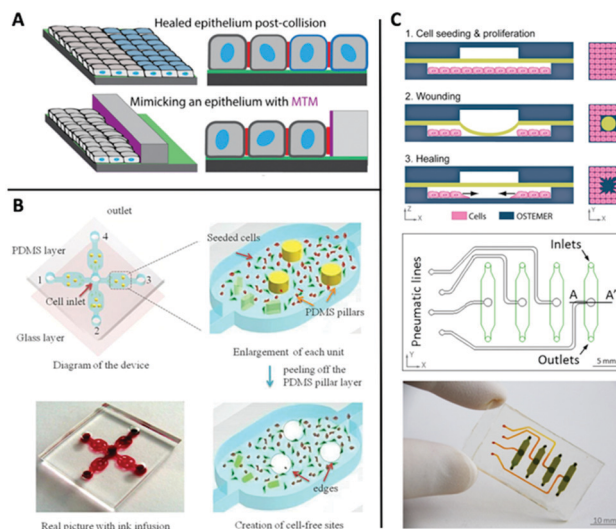 A
Healed epithelium post-collision
Mimicking an epithelium with MTM
B
outlet
PDMS layer
4
1
3
Cell inlet
2
Glass layer
Diagram of the device
Seeded cells
PDMS pillars
Enlargement of each unit
peeling off the
PDMS pillar layer
Real picture with ink infusion
edges
Creation of cell-free sites
C
1. Cell seeding & proliferation
2. Wounding
3. Healing
Z
X
Cells
OSTEMER
Y
X
Pneumatic lines
Inlets
A
A'
Outlets
Y
X
5 mm
10 mm